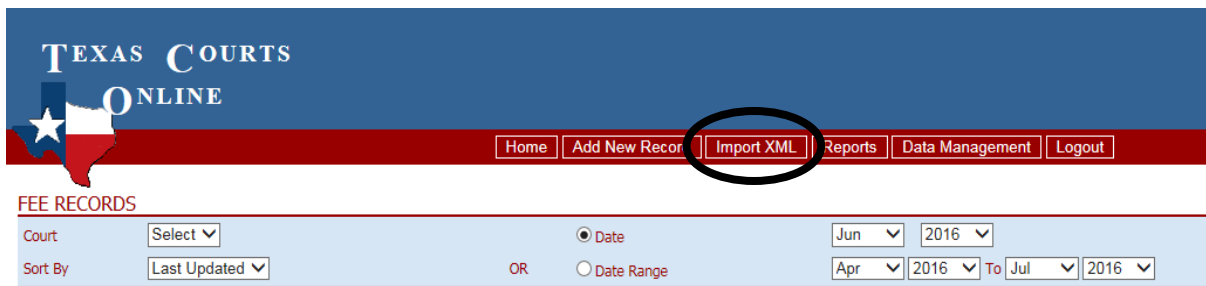 TEXAS COURTS
ONLINE
Home Add New Record Import XML Reports Data Management Logout
FEE RECORDS
Court Select Date Jun 2016
Sort By Last Updated OR Date Range Apr 2016 To Jul 2016